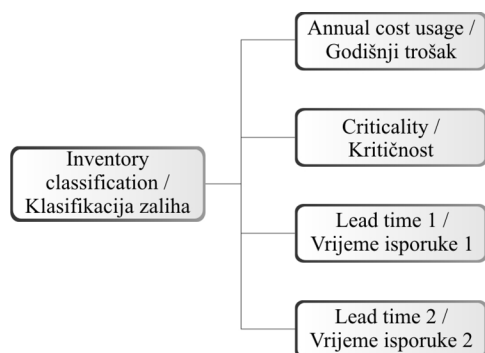 Annual cost usage /
Godišnji trošak
Criticality /
Kritičnost
Inventory
classification /
Klasifikacija zaliha
Lead time 1 /
Vrijeme isporuke 1
Lead time 2 /
Vrijeme isporuke 2